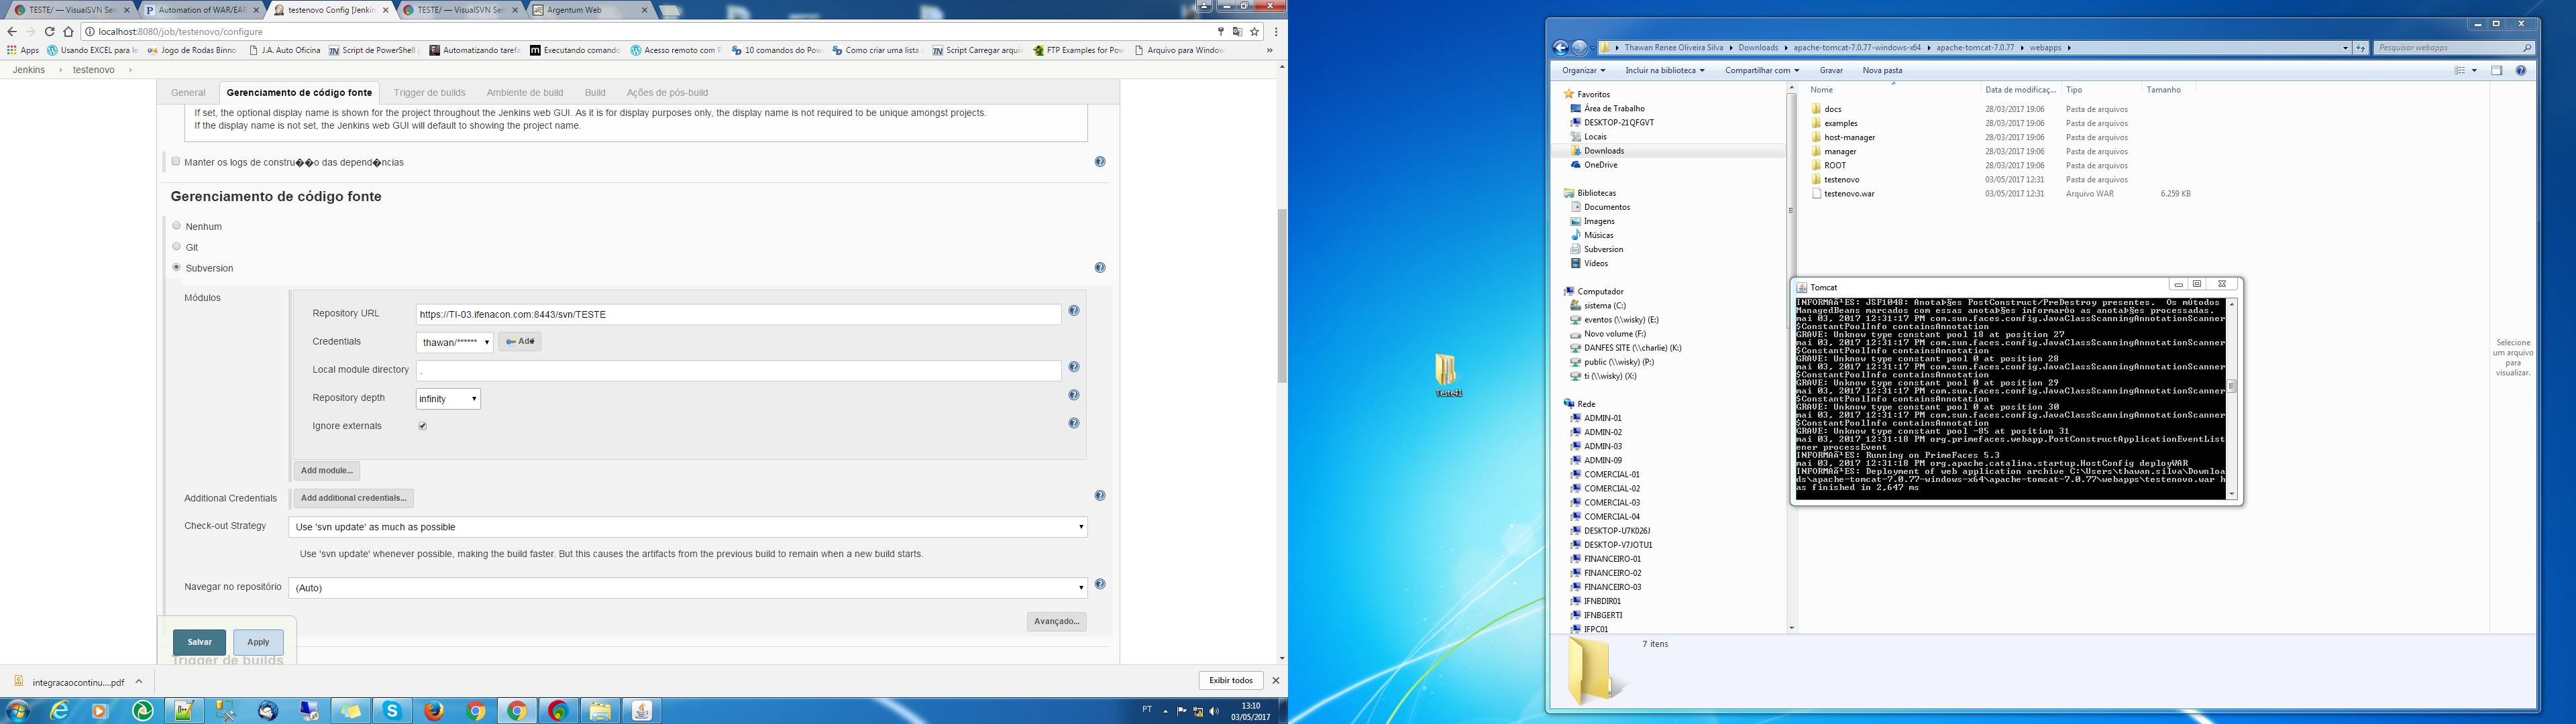 TESTE/ — VisualSVN Ser
Automation of WAR/EAR
testenovo Config [Jenkin
TESTE/ — VisualSVN Ser
Argentum Web
localhost:8080/job/testenovo/configure
Apps
Usando EXCEL para le
Jogo de Rodas Binno
J.A. Auto Oficina
Script de PowerShell
Automatizando tarefa
Executando comando
Acesso remoto com P
10 comandos do Pow
Como criar uma lista
Script Carregar arqui
FTP Examples for Pow
Arquivo para Window
»
Jenkins
testenovo
General
Gerenciamento de código fonte
Trigger de builds
Ambiente de build
Build
Ações de pós-build
If set, the optional display name is shown for the project throughout the Jenkins web GUI. As it is for display purposes only, the display name is not required to be unique amongst projects.
If the display name is not set, the Jenkins web GUI will default to showing the project name.
Manter os logs de constru��o das depend�ncias
Gerenciamento de código fonte
Nenhum
Git
Subversion
Módulos
Repository URL
https://TI-03.ifenacon.com:8443/svn/TESTE
Credentials
thawan/******
Add
Local module directory
.
Repository depth
infinity
Ignore externals
Add module...
Additional Credentials
Add additional credentials...
Check-out Strategy
Use 'svn update' as much as possible
Use 'svn update' whenever possible, making the build faster. But this causes the artifacts from the previous build to remain when a new build starts.
Navegar no repositório
(Auto)
Avançado...
Salvar
Apply
Trigger de builds
integracaocontinu....pdf
Exibir todos
PT
13:10
03/05/2017
Teste41
Thawan Renee Oliveira Silva
Downloads
apache-tomcat-7.0.77-windows-x64
apache-tomcat-7.0.77
webapps
Pesquisar webapps
Organizar
Incluir na biblioteca
Compartilhar com
Gravar
Nova pasta
Favoritos
Área de Trabalho
DESKTOP-21QFGVT
Locais
Downloads
OneDrive
Bibliotecas
Documentos
Imagens
Músicas
Subversion
Vídeos
Computador
sistema (C:)
eventos (\\wisky) (E:)
Novo volume (F:)
DANFES SITE (\\charlie) (K:)
public (\\wisky) (P:)
ti (\\wisky) (X:)
Rede
ADMIN-01
ADMIN-02
ADMIN-03
ADMIN-09
COMERCIAL-01
COMERCIAL-02
COMERCIAL-03
COMERCIAL-04
DESKTOP-U7K026J
DESKTOP-V7JOTU1
FINANCEIRO-01
FINANCEIRO-02
FINANCEIRO-03
IFNBDIR01
IFNBGERTI
IFPC01
Nome Data de modificaç... Tipo Tamanho
docs 28/03/2017 19:06 Pasta de arquivos
examples 28/03/2017 19:06 Pasta de arquivos
host-manager 28/03/2017 19:06 Pasta de arquivos
manager 28/03/2017 19:06 Pasta de arquivos
ROOT 28/03/2017 19:06 Pasta de arquivos
testenovo 03/05/2017 12:31 Pasta de arquivos
testenovo.war 03/05/2017 12:31 Arquivo WAR 6.259 KB
Selecione
um arquivo
para
visualizar.
Tomcat
ManagedBeans marcados com essas
mai 03, 2017 12:31:17 PM com.sun.faces.config.JavaClassScanningAnnotationScanner
$ConstantPoolInfo containsAnnotation
GRAVE: Unknow type constant pool 18 at position 27
mai 03, 2017 12:31:17 PM com.sun.faces.config.JavaClassScanningAnnotationScanner
$ConstantPoolInfo containsAnnotation
GRAVE: Unknow type constant pool 0 at position 28
mai 03, 2017 12:31:17 PM com.sun.faces.config.JavaClassScanningAnnotationScanner
$ConstantPoolInfo containsAnnotation
GRAVE: Unknow type constant pool 0 at position 29
mai 03, 2017 12:31:17 PM com.sun.faces.config.JavaClassScanningAnnotationScanner
$ConstantPoolInfo containsAnnotation
GRAVE: Unknow type constant pool 0 at position 30
mai 03, 2017 12:31:17 PM com.sun.faces.config.JavaClassScanningAnnotationScanner
$ConstantPoolInfo containsAnnotation
GRAVE: Unknow type constant pool -85 at position 31
mai 03, 2017 12:31:18 PM org.primefaces.webapp.PostConstructApplicationEventList
ener processEvent
Running on PrimeFaces 5.3
mai 03, 2017 12:31:18 PM org.apache.catalina.startup.HostConfig deployWAR
Deployment of web application archive C:\Users\thawan.silva\Downloa
ds\apache-tomcat-7.0.77-windows-x64\apache-tomcat-7.0.77\webapps\testenovo.war h
as finished in 2,647 ms
7 itens